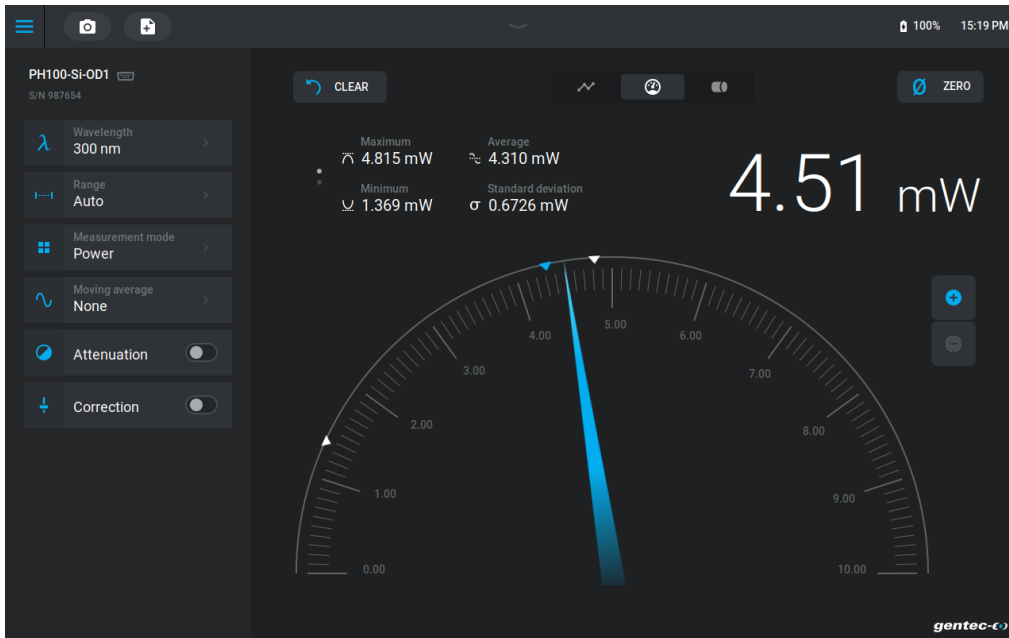 100% 15:19 PM
PH100-Si-OD1
S/N 987654
CLEAR
ZERO
Wavelength
300 nm
Range
Auto
Measurement mode
Power
Moving average
None
Attenuation
Correction
Maximum
4.815 mW
Average
4.310 mW
Minimum
1.369 mW
Standard deviation
σ 0.6726 mW
4.51 mW
0.00
1.00
2.00
3.00
4.00
5.00
6.00
7.00
8.00
9.00
10.00
gentec-eo